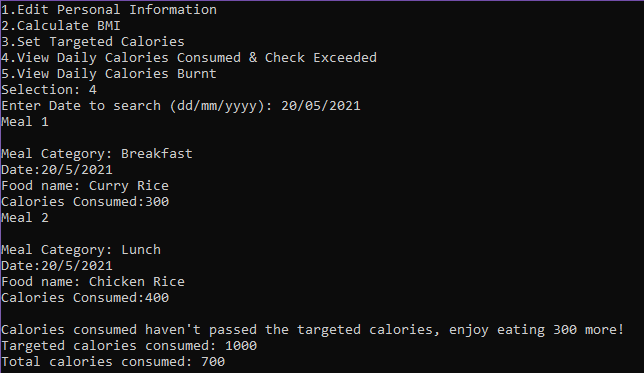 1.Edit Personal Information
2.Calculate BMI
3.Set Targeted Calories
4.View Daily Calories Consumed & Check Exceeded
5.View Daily Calories Burnt
Selection: 4
Enter Date to search (dd/mm/yyyy): 20/05/2021
Meal 1
Meal Category: Breakfast
Date:20/5/2021
Food name: Curry Rice
Calories Consumed:300
Meal 2
Meal Category: Lunch
Date:20/5/2021
Food name: Chicken Rice
Calories Consumed:400
Calories consumed haven't passed the targeted calories, enjoy eating 300 more!
Targeted calories consumed: 1000
Total calories consumed: 700